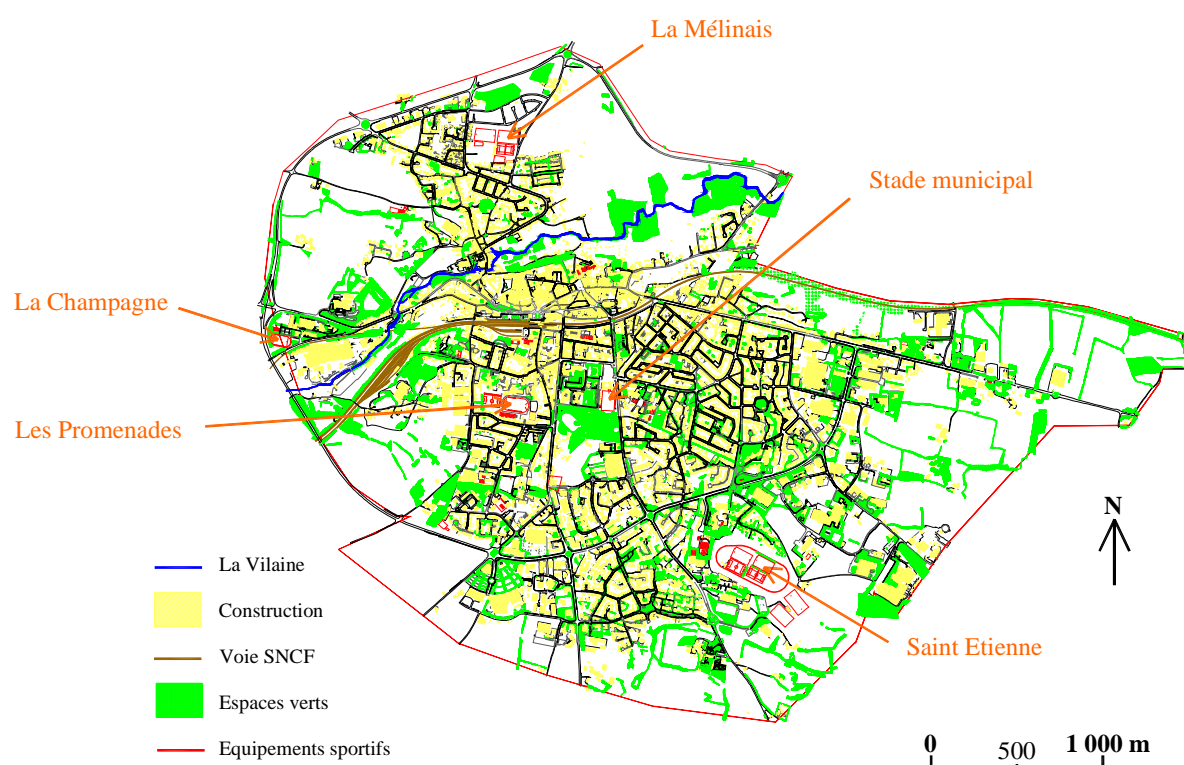 La Mélinais
Stade municipal
La Champagne
Les Promenades
N
La Vilaine
Construction
Voie SNCF
Saint Etienne
Espaces verts
Equipements sportifs
0 500 1 000 m